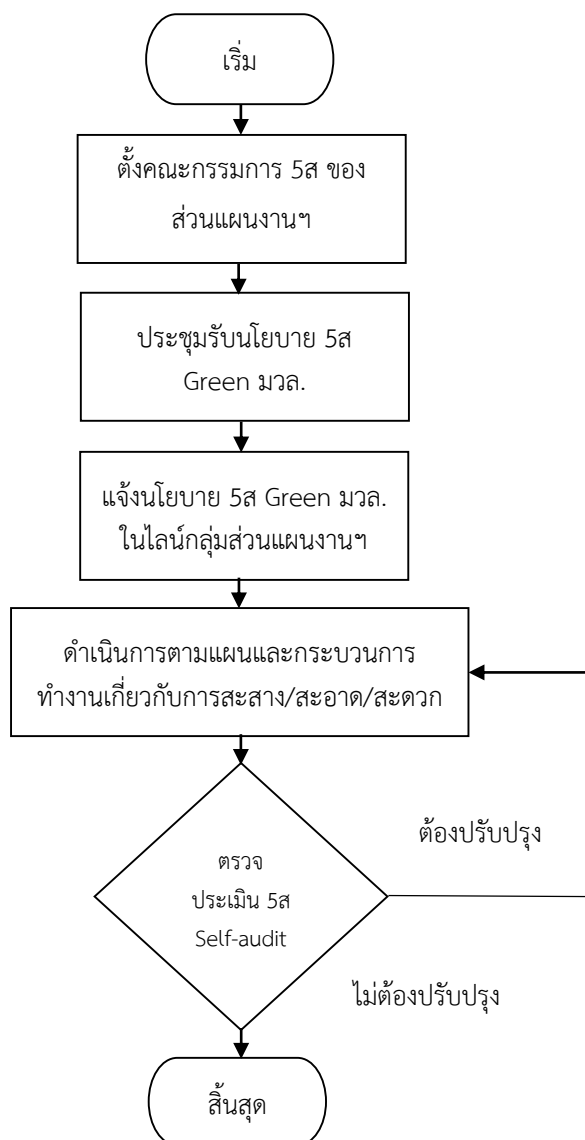 เริ่ม
ตั้งคณะกรรมการ 5ส ของ
ส่วนแผนงานฯ
ประชุมรับนโยบาย 5ส
Green มวล.
แจ้งนโยบาย 5ส Green มวล.
ในไลน์กลุ่มส่วนแผนงานฯ
ดำเนินการตามแผนและกระบวนการ
ทำงานเกี่ยวกับการสะสาง/สะอาด/สะดวก
ต้องปรับปรุง
ตรวจ
ประเมิน 5ส
Self-audit
ไม่ต้องปรับปรุง
สิ้นสุด